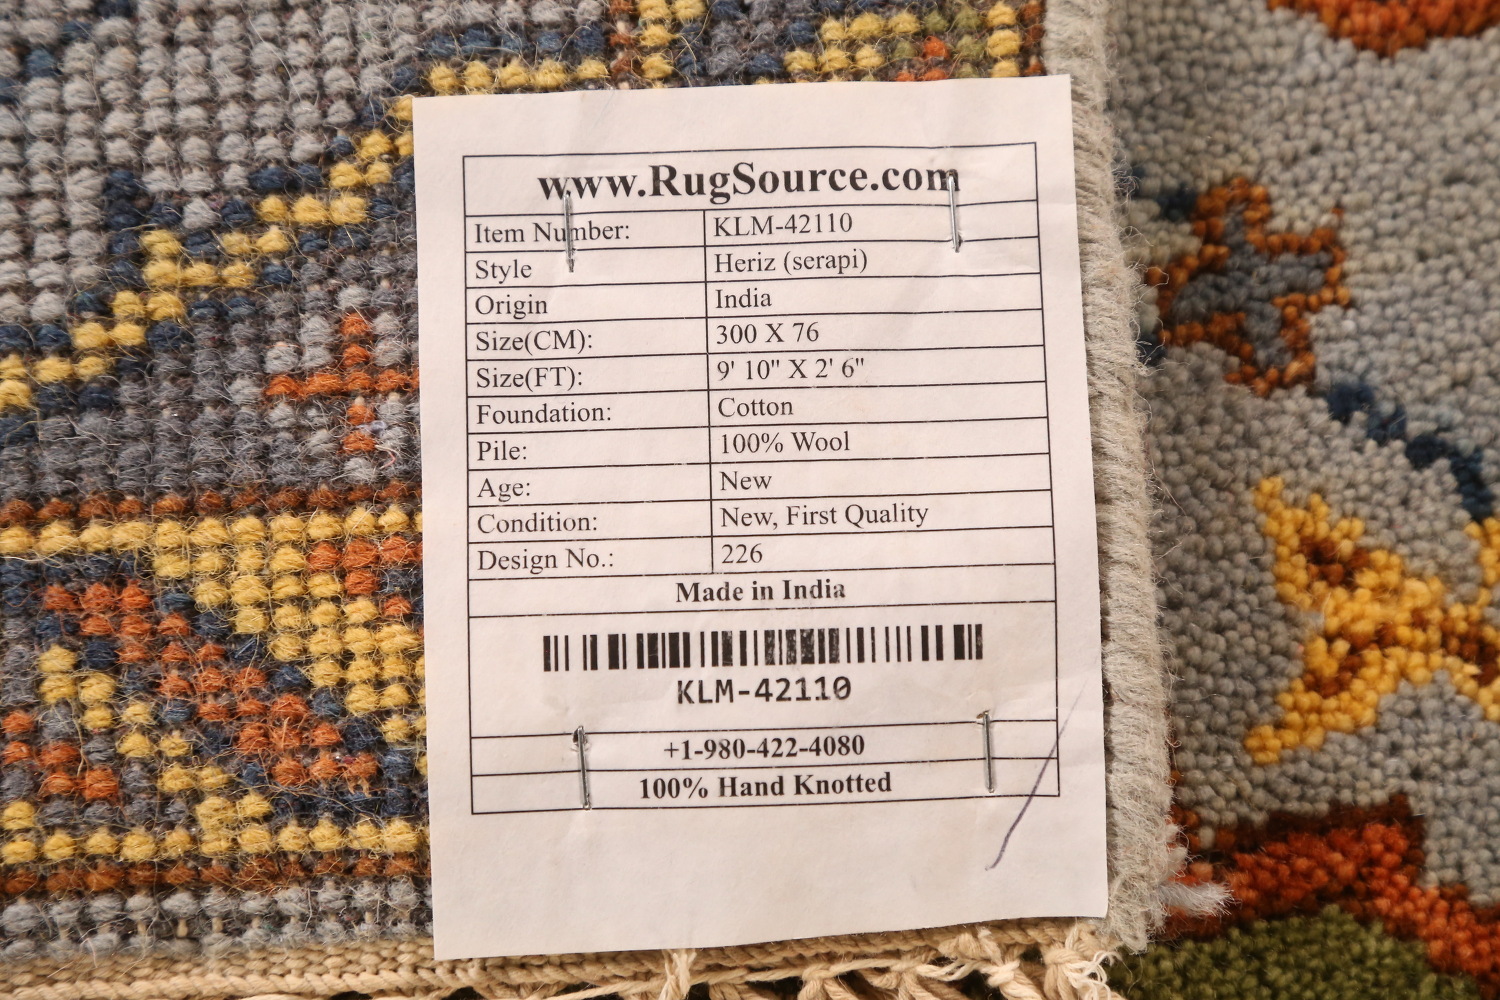 www.RugSource.com
Item Number: KLM-42110
Style Heriz (serapi)
Origin India
Size(CM): 300 X 76
Size(FT): 9' 10" X 2' 6"
Foundation: Cotton
Pile: 100% Wool
Age: New
Condition: New, First Quality
Design No.: 226
Made in India
KLM-42110
+1-980-422-4080
100% Hand Knotted